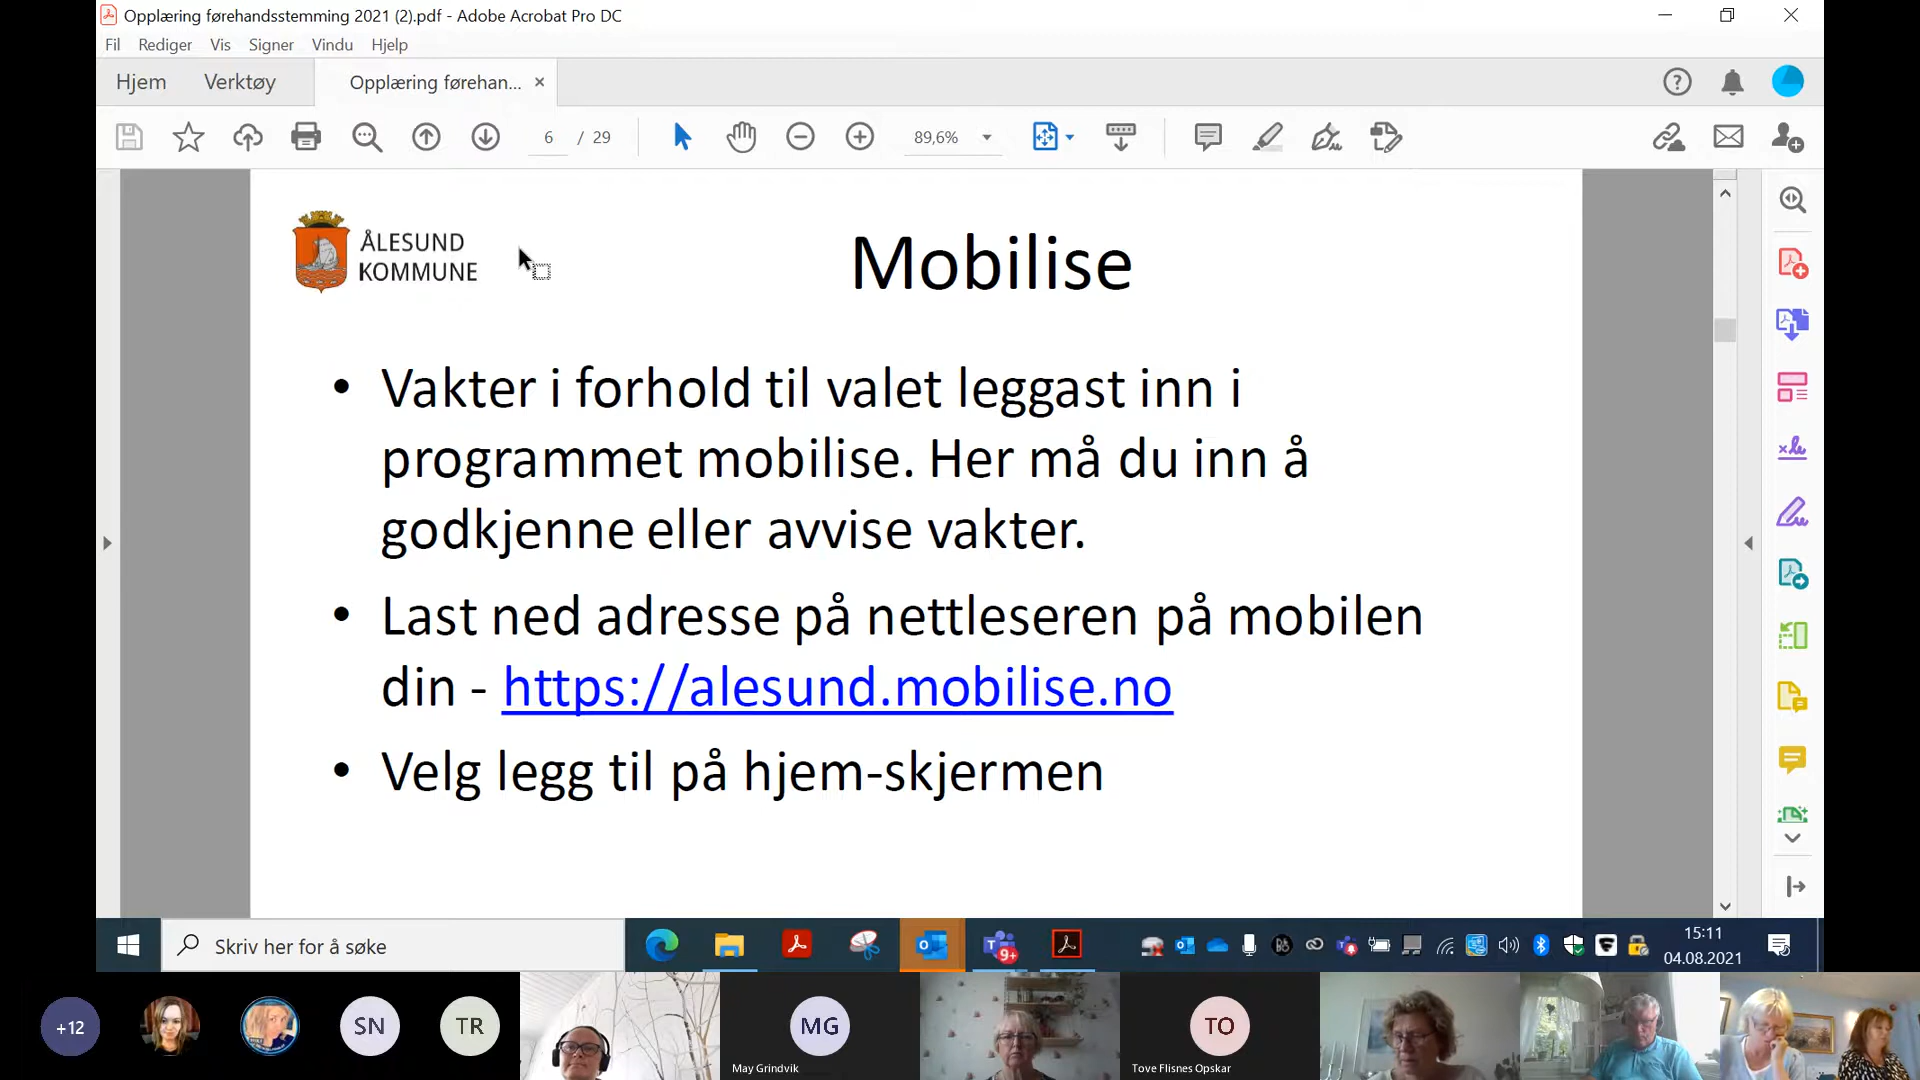 Opplæring førehandsstemming 2021 (2).pdf - Adobe Acrobat Pro DC
Fil Rediger Vis Signer Vindu Hjelp
Hjem Verktøy Opplæring førehan... ×
6 / 29 89,6%
ÅLESUND
KOMMUNE
Mobilise
• Vakter i forhold til valet leggast inn i
programmet mobilise. Her må du inn å
godkjenne eller avvise vakter.
• Last ned adresse på nettleseren på mobilen
din - https://alesund.mobilise.no
• Velg legg til på hjem-skjermen
Skriv her for å søke
9+
15:11
04.08.2021
+12 SN TR MG TO
May Grindvik
Tove Flisnes Opskar